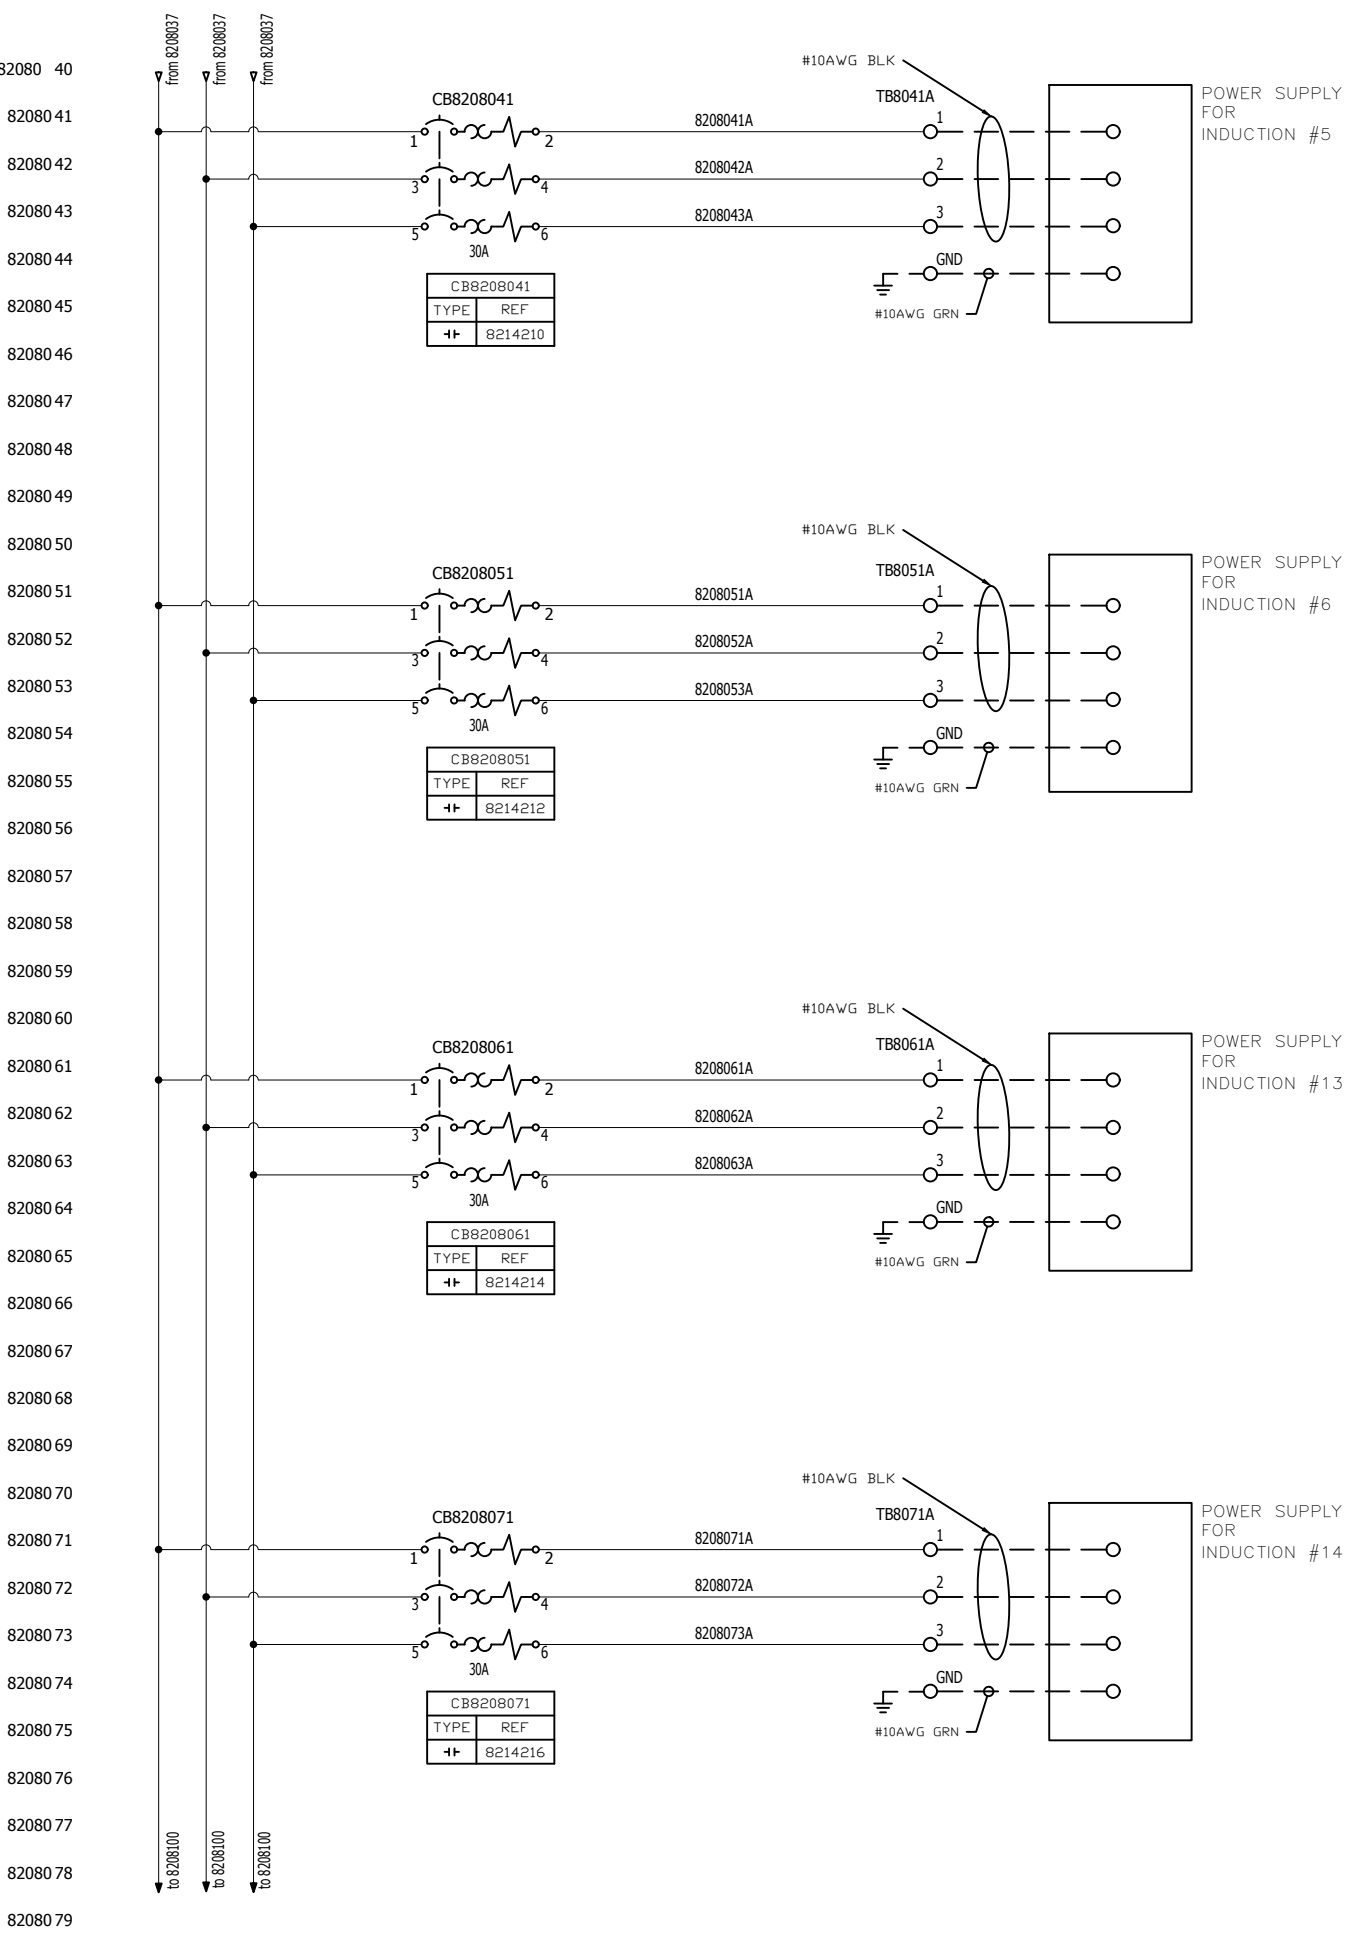 from 8208037
from 8208037
from 8208037
82080 40
8208041
8208042
8208043
8208044
8208045
8208046
8208047
8208048
8208049
8208050
8208051
8208052
8208053
8208054
8208055
8208056
8208057
8208058
8208059
8208060
8208061
8208062
8208063
8208064
8208065
8208066
8208067
8208068
8208069
8208070
8208071
8208072
8208073
8208074
8208075
8208076
8208077
8208078
8208079
#10AWG BLK
CB8208041
TB8041A
POWER SUPPLY
FOR
INDUCTION #5
1
2
8208041A
1
3
4
8208042A
2
5
6
8208043A
3
30A
GND
#10AWG GRN
CB8208041
TYPE REF
8214210
#10AWG BLK
CB8208051
TB8051A
POWER SUPPLY
FOR
INDUCTION #6
1
2
8208051A
1
3
4
8208052A
2
5
6
8208053A
3
30A
GND
#10AWG GRN
CB8208051
TYPE REF
8214212
#10AWG BLK
CB8208061
TB8061A
POWER SUPPLY
FOR
INDUCTION #13
1
2
8208061A
1
3
4
8208062A
2
5
6
8208063A
3
30A
GND
#10AWG GRN
CB8208061
TYPE REF
8214214
#10AWG BLK
CB8208071
TB8071A
POWER SUPPLY
FOR
INDUCTION #14
1
2
8208071A
1
3
4
8208072A
2
5
6
8208073A
3
30A
GND
#10AWG GRN
CB8208071
TYPE REF
8214216
to 8208100
to 8208100
to 8208100